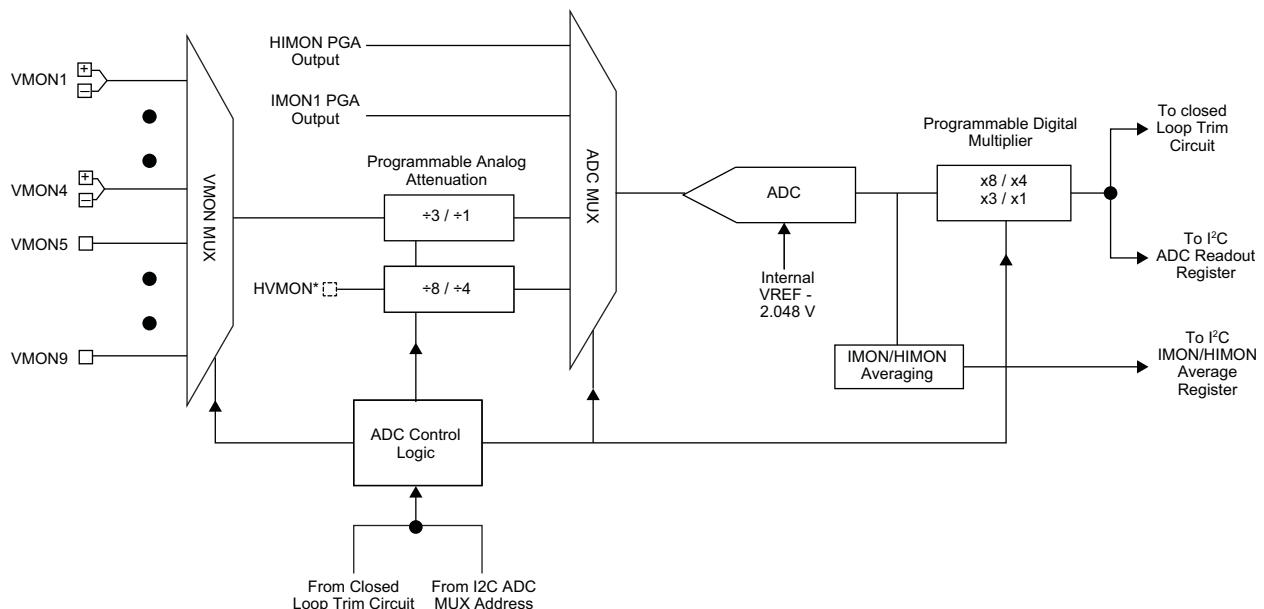 HIMON PGA
Output
VMON1
+
−
IMON1 PGA
Output
To closed
Loop Trim
Circuit
Programmable Digital
Multiplier
VMON MUX
ADC MUX
Programmable Analog
Attenuation
x8 / x4
x3 / x1
ADC
VMON4
+
−
÷3 / ÷1
VMON5
To I²C
ADC Readout
Register
HVMON*
÷8 / ÷4
Internal
VREF -
2.048 V
VMON9
IMON/HIMON
Averaging
To I²C
IMON/HIMON
Average
Register
ADC Control
Logic
From Closed
Loop Trim Circuit
From I2C ADC
MUX Address